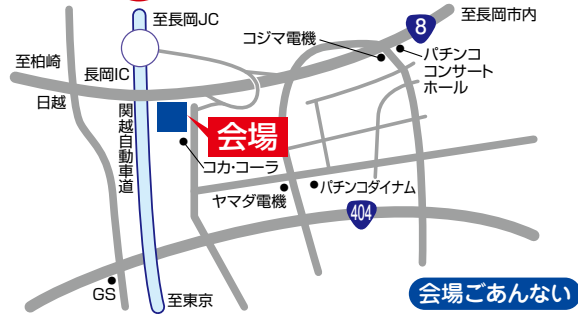 至長岡JC
至長岡市内
8
コジマ電機
至柏崎
パチンコ
コンサート
ホール
長岡IC
日越
関越自動車道
会場
コカ・コーラ
パチンコダイナム
ヤマダ電機
404
GS
至東京
会場ごあんない